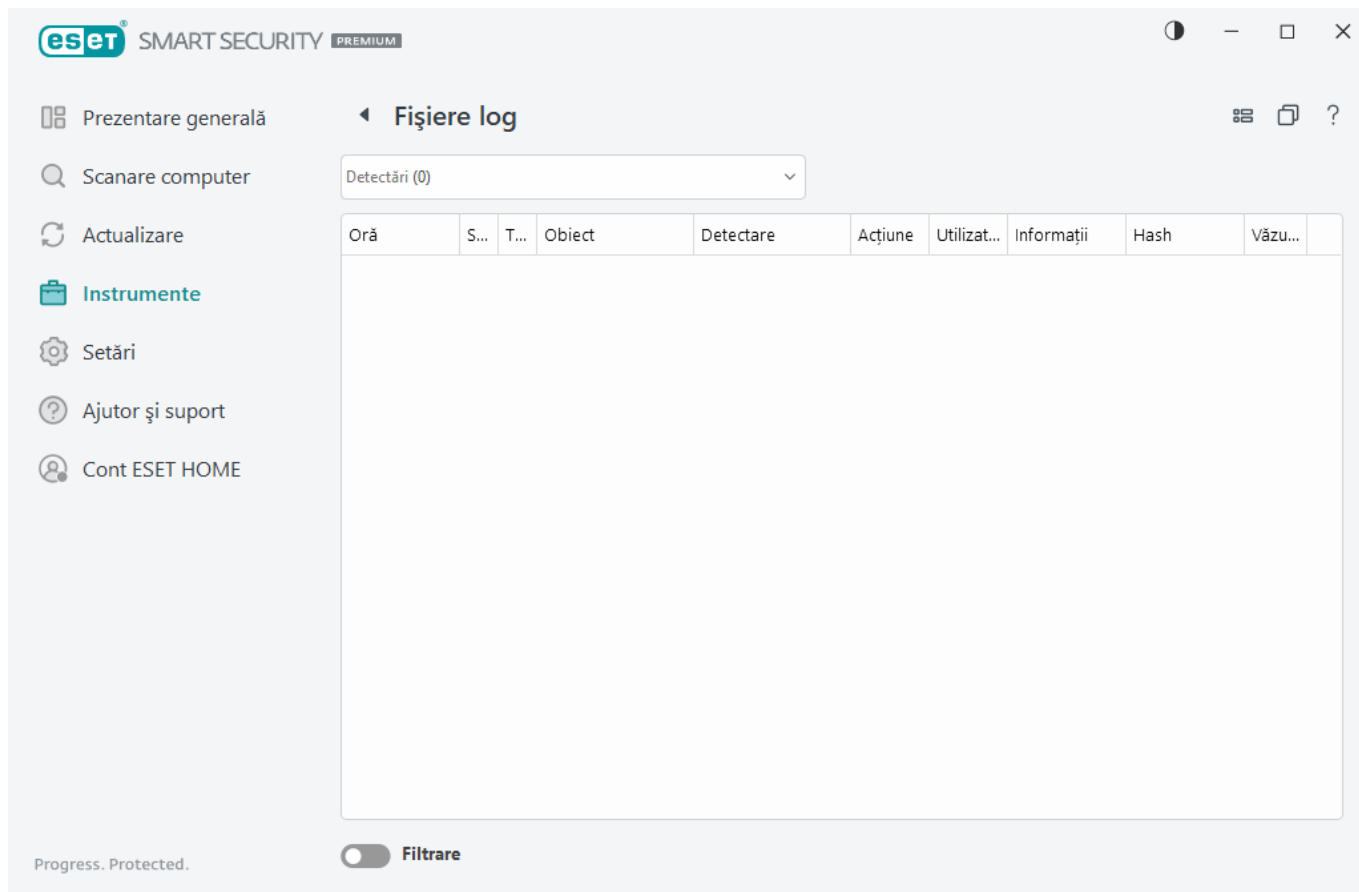 eset® SMART SECURITY PREMIUM
Prezentare generală
Scanare computer
Actualizare
Instrumente
Setări
Ajutor şi suport
Cont ESET HOME
Progress. Protected.
Fişiere log
?
Detectări (0)
Oră S... T... Obiect Detectare Acțiune Utilizat... Informații Hash Văzu...
Filtrare